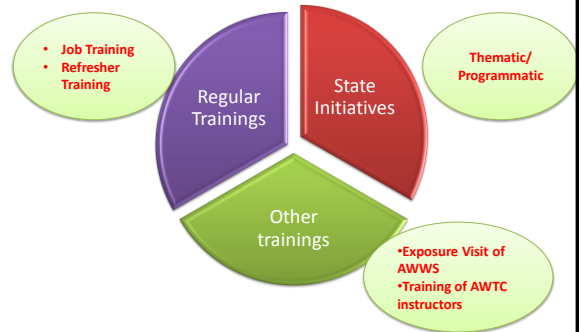 • Job Training
• Refresher
Training
Regular
Trainings
State
Initiatives
Thematic/
Programmatic
Other
trainings
•Exposure Visit of
AWWS
•Training of AWTC
instructors